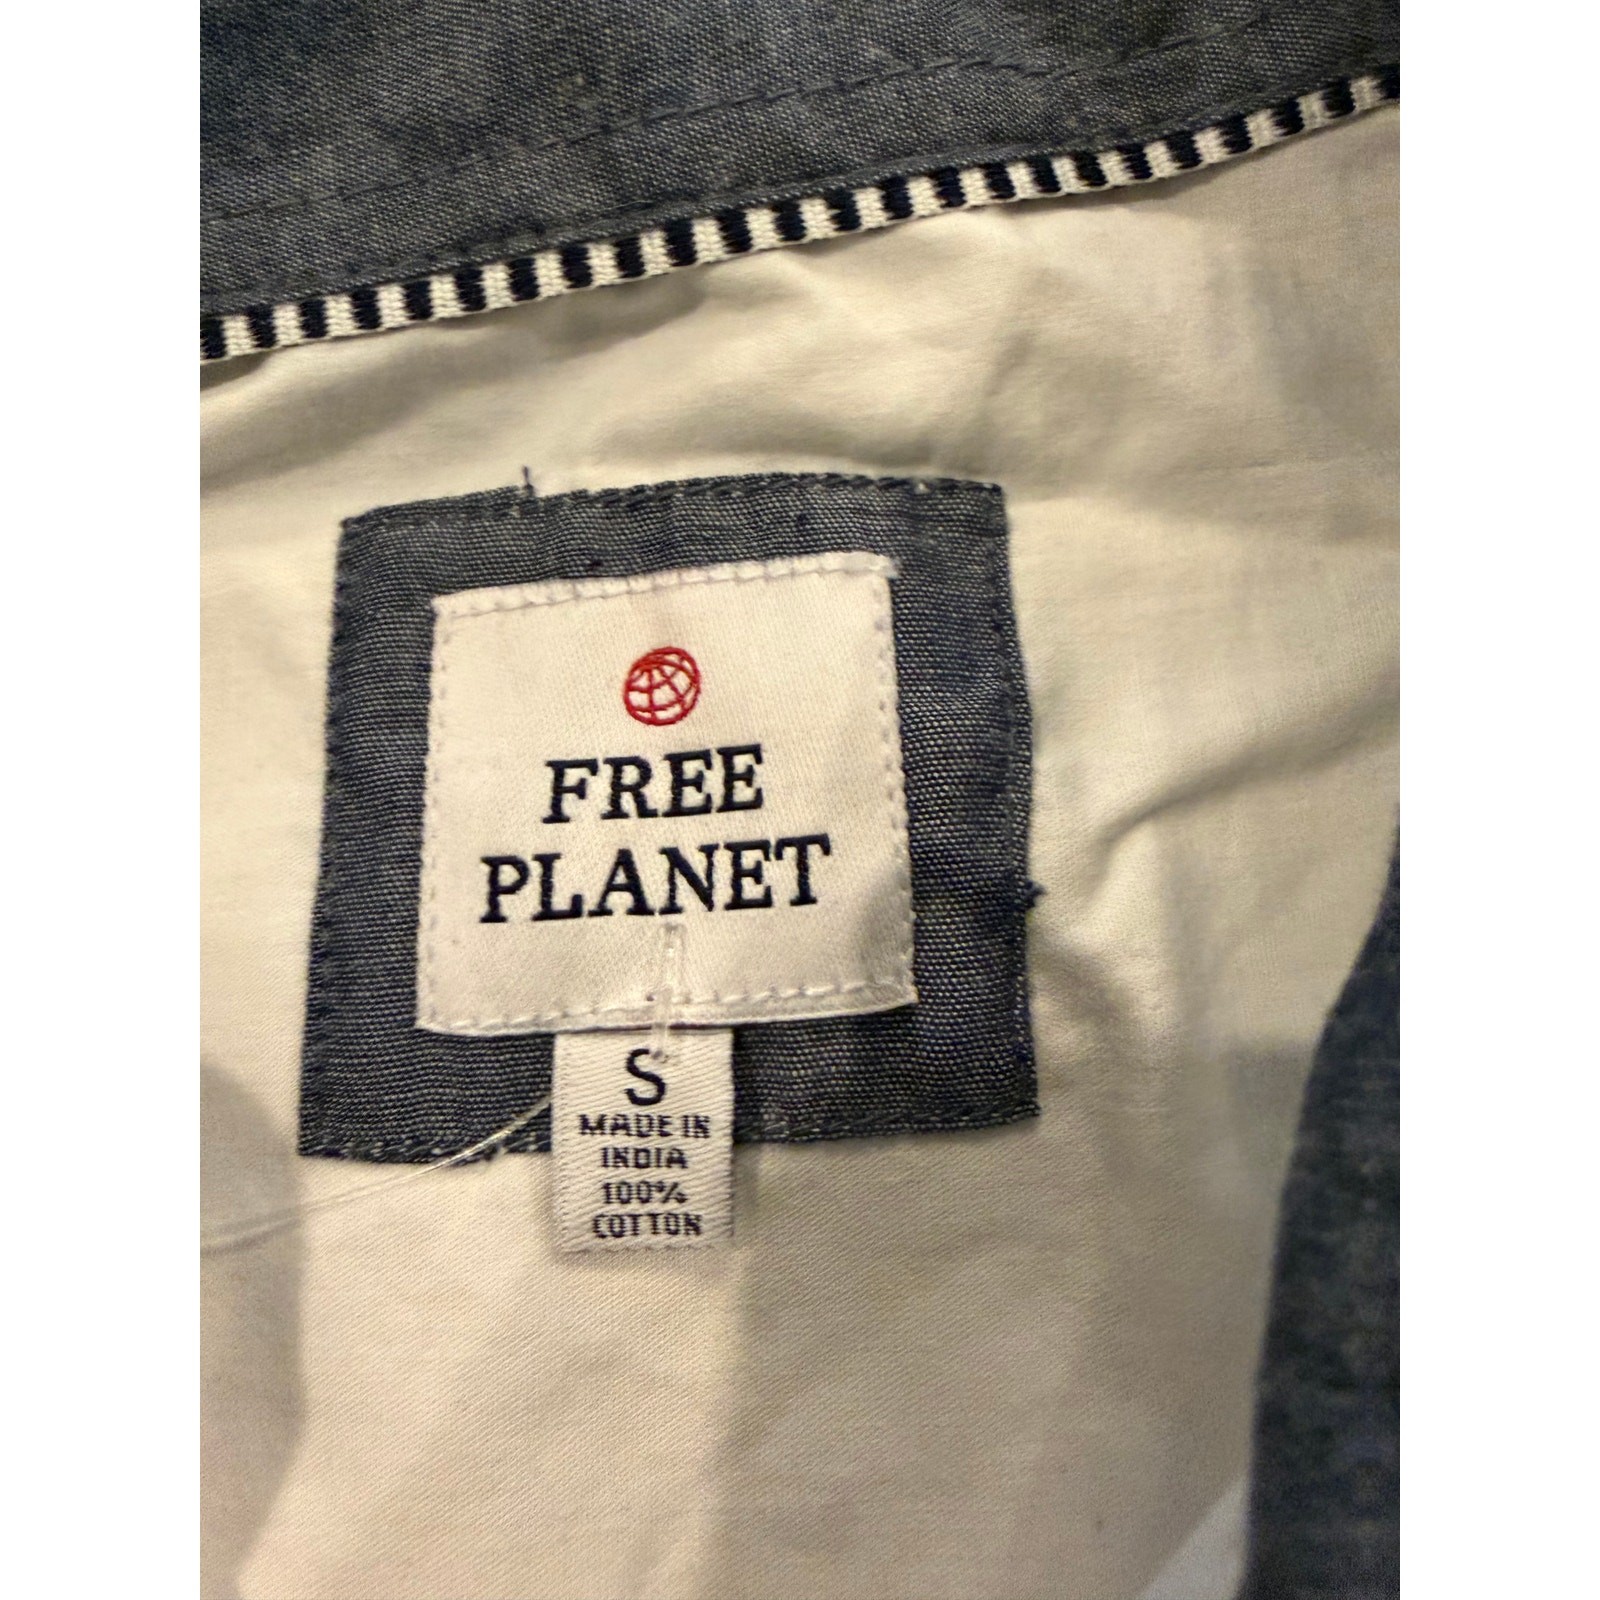 FREE
PLANET
S
MADE IN
INDIA
100%
COTTON